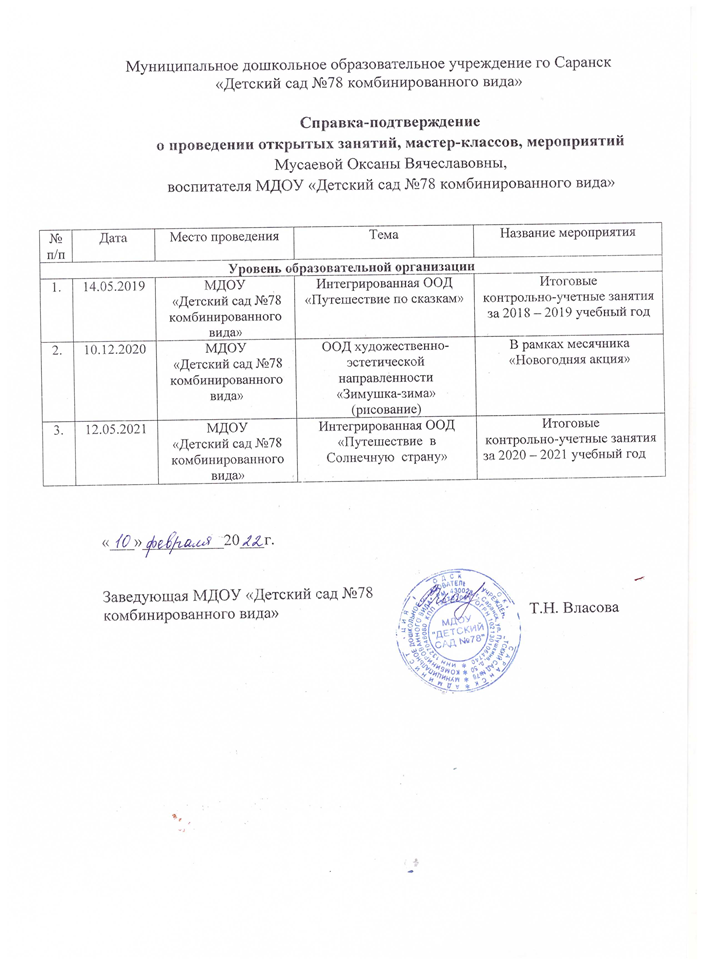 Муниципальное дошкольное образовательное учреждение го Саранск
«Детский сад №78 комбинированного вида»
Справка-подтверждение
о проведении открытых занятий, мастер-классов, мероприятий
Мусаевой Оксаны Вячеславовны,
воспитателя МДОУ «Детский сад №78 комбинированного вида»
№ п/п Дата Место проведения Тема Название мероприятия
Уровень образовательной организации
1. 14.05.2019 МДОУ Интегрированная ООД Итоговые
«Детский сад №78 «Путешествие по сказкам» контрольно-учетные занятия
комбинированного за 2018 – 2019 учебный год
вида»
2. 10.12.2020 МДОУ ООД художественно- В рамках месячника
«Детский сад №78 эстетической «Новогодняя акция»
комбинированного направленности
вида» «Зимушка-зима»
(рисование)
3. 12.05.2021 МДОУ Интегрированная ООД Итоговые
«Детский сад №78 «Путешествие в контрольно-учетные занятия
комбинированного Солнечную страну» за 2020 – 2021 учебный год
вида»
«10» февраля 2022г.
Заведующая МДОУ «Детский сад №78
комбинированного вида» Т.Н. Власова
МДОУ
"ДЕТСКИЙ
САД №78"